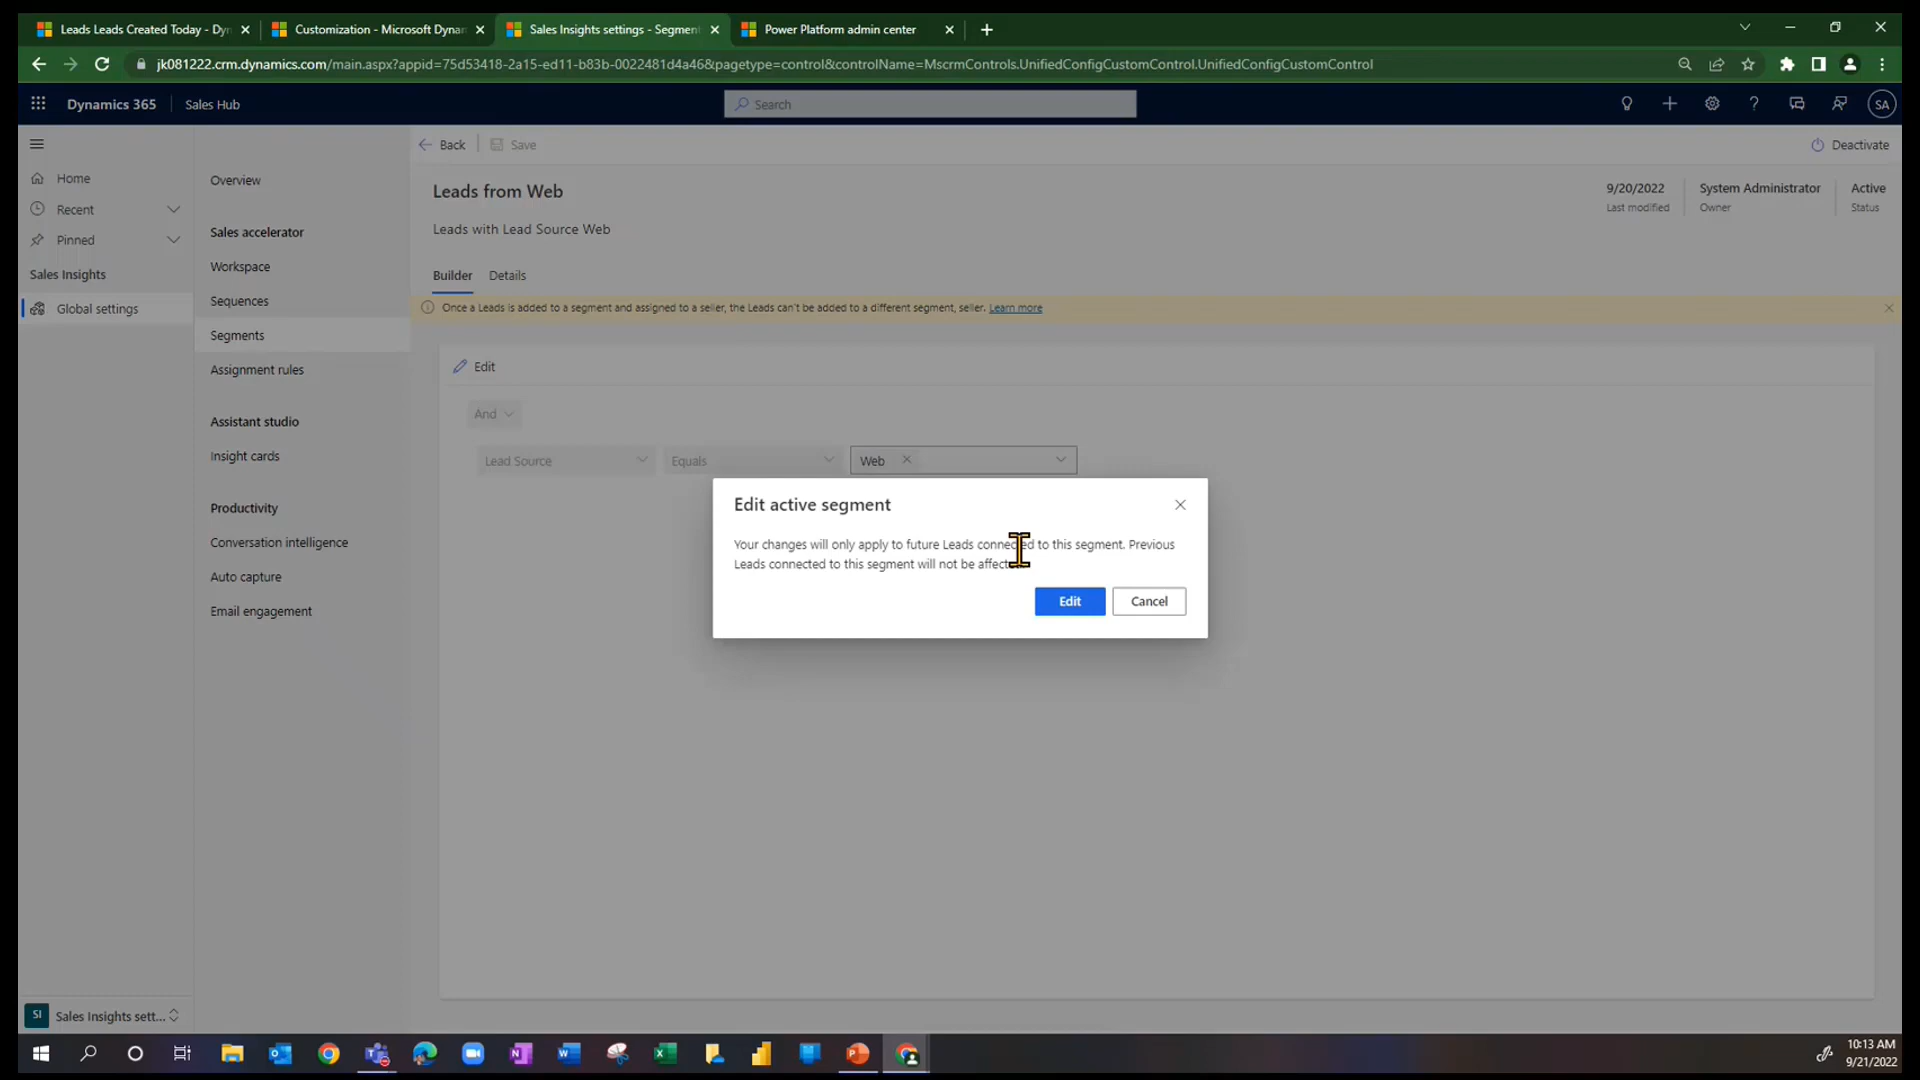 Leads Leads Created Today - Dyn
Customization - Microsoft Dynam
Sales Insights settings - Segment
Power Platform admin center
jk081222.crm.dynamics.com/main.aspx?appid=75d53418-2a15-ed11-b83b-0022481d4a46&pagetype=control&controlName=MscrmControls.UnifiedConfigCustomControl.UnifiedConfigCustomControl
Dynamics 365
Sales Hub
Search
SA
Back
Save
Deactivate
Home
Recent
Pinned
Sales Insights
Global settings
Overview
Sales accelerator
Workspace
Sequences
Segments
Assignment rules
Assistant studio
Insight cards
Productivity
Conversation intelligence
Auto capture
Email engagement
Leads from Web
Leads with Lead Source Web
9/20/2022
Last modified
System Administrator
Owner
Active
Status
Builder
Details
Once a Leads is added to a segment and assigned to a seller, the Leads can't be added to a different segment, seller. Learn more
Edit
And
Lead Source
Equals
Web
Edit active segment
Your changes will only apply to future Leads connected to this segment. Previous
Leads connected to this segment will not be
Edit
Cancel
SI
Sales Insights sett...
10:13 AM
9/21/2022